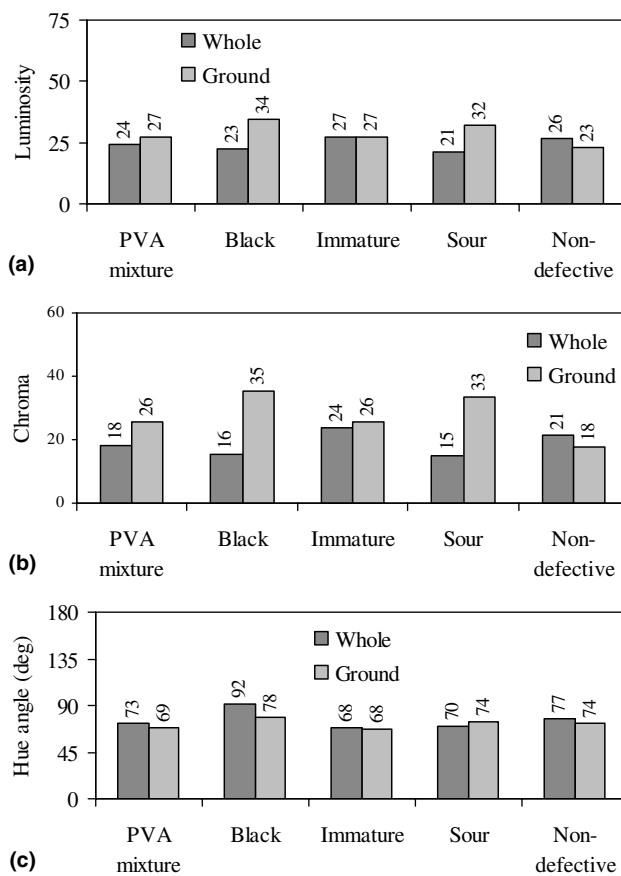 75
50
25
0
Luminosity
Whole
Ground
24
27
23
34
27
27
21
32
26
23
PVA
mixture
Black
Immature
Sour
Non-
defective
(a)
60
40
20
0
Chroma
Whole
Ground
18
26
16
35
24
26
15
33
21
18
PVA
mixture
Black
Immature
Sour
Non-
defective
(b)
180
135
90
45
0
Hue angle (deg)
Whole
Ground
73
69
92
78
68
68
70
74
77
74
PVA
mixture
Black
Immature
Sour
Non-
defective
(c)